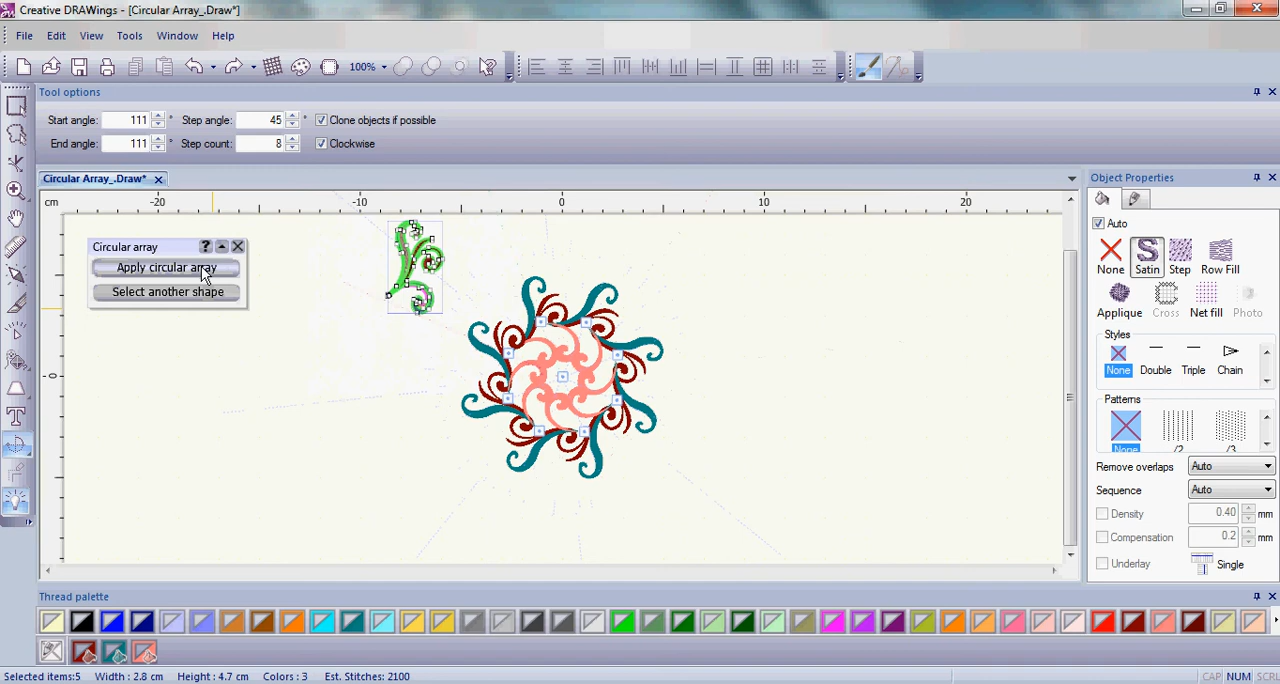 Creative DRAWings - [Circular Array_.Draw*]
File Edit View Tools Window Help
100%
Tool options
Start angle: 111 ° Step angle: 45 ° Clone objects if possible
End angle: 111 ° Step count: 8 Clockwise
Circular Array_.Draw*
cm -20 -10 0 10 20
Circular array ?
Apply circular array
Select another shape
0
Object Properties
Auto
None Satin Step Row Fill
Applique Cross Net fill Photo
Styles
None Double Triple Chain
Patterns
None /2 /3
Remove overlaps Auto
Sequence Auto
Density 0.40 mm
Compensation 0.2 mm
Underlay Single
Thread palette
Selected items:5 Width : 2.8 cm Height : 4.7 cm Colors : 3 Est. Stitches: 2100 CAP NUM SCRL